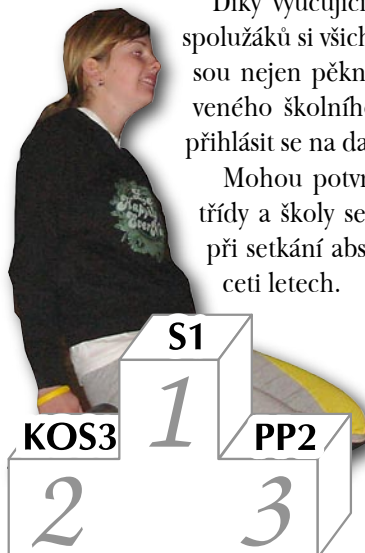 Díky vyučujíc
spolužáků si všich
sou nejen pěkn
veného školního
přihlásit se na da
Mohou potvr
třídy a školy se
při setkání abs
ceti letech.
S1
1
KOS3
2
PP2
3